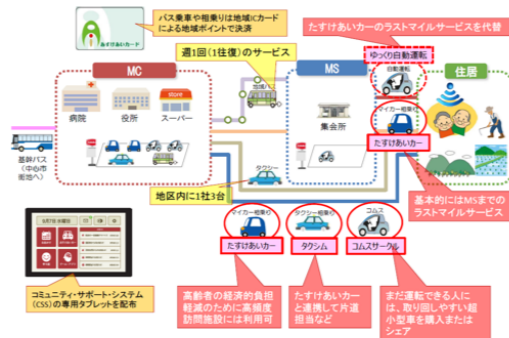 バス乗車や相乗りは地域ICカード
による地域ポイントで決済
たすけあいカード
たすけあいカーのラストマイルサービスを代替
週1回(1往復)のサービス
ゆっくり自動運転
MC
MS
住居
自動運転
地域バス
病院
役所
スーパー
store
集会所
マイカー相乗り
たすけあいカー
基幹バス
(中心市
街地へ)
タクシー
地区内に1社3台
基本的にはMSまでの
ラストマイルサービス
マイカー相乗り
たすけあいカー
タクシー相乗り
タクシム
コムス
コムスサークル
コミュニティ・サポート・システム
(CSS)の専用タブレットを配布
高齢者の経済的負担
軽減のために高頻度
訪問施設には利用可
たすけあいカー
と連携して片道
担当など
まだ運転できる人に
は、取り回しやすい超
小型車を購入または
シェア